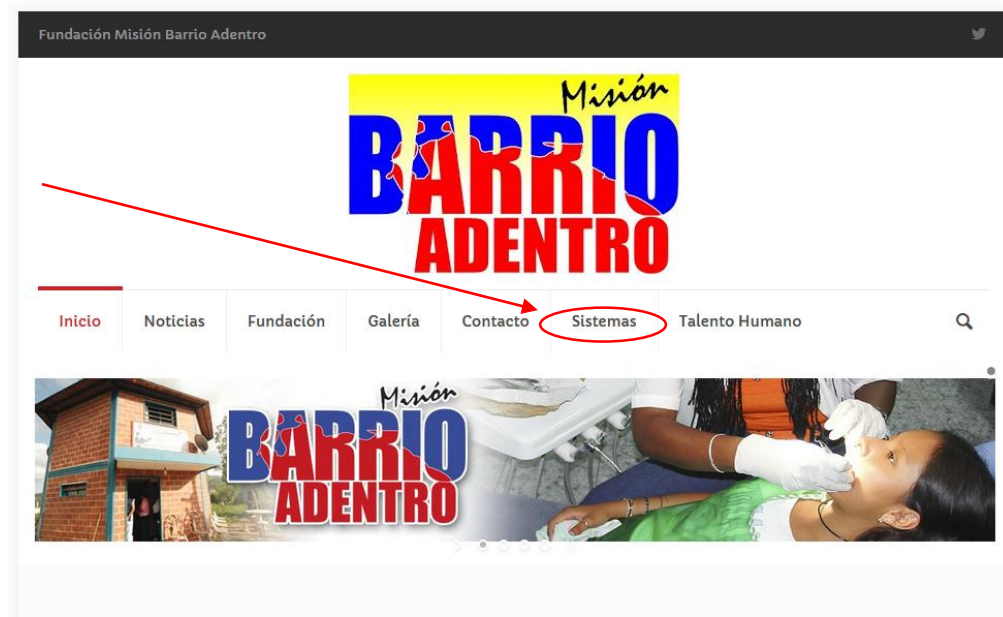 Fundación Misión Barrio Adentro
Misión
BARRIO
ADENTRO
Inicio Noticias Fundación Galería Contacto Sistemas Talento Humano
Misión
BARRIO
ADENTRO